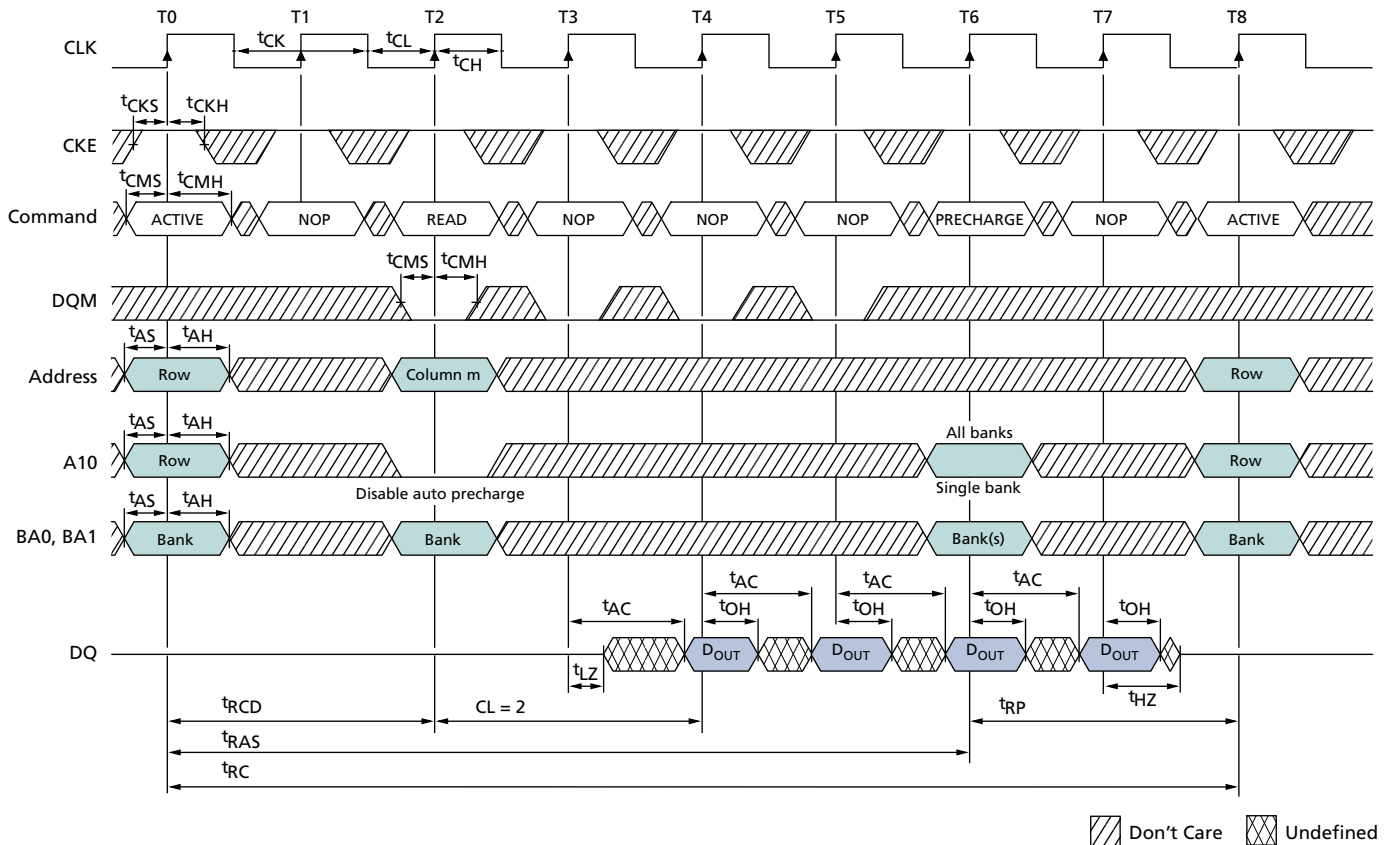 T0 T1 T2 T3 T4 T5 T6 T7 T8
CLK
tCK tCL
tCH
tCKS tCKH
CKE
tCMS tCMH
Command ACTIVE NOP READ NOP NOP NOP PRECHARGE NOP ACTIVE
tCMS tCMH
DQM
tAS tAH
Address Row Column m Row
tAS tAH All banks
A10 Row Row
Disable auto precharge Single bank
tAS tAH
BA0, BA1 Bank Bank Bank(s) Bank
tAC tAC tAC
tAC tOH tOH tOH tOH
DQ DOUT DOUT DOUT DOUT
tLZ tHZ
tRCD CL = 2 tRP
tRAS
tRC
Don't Care Undefined